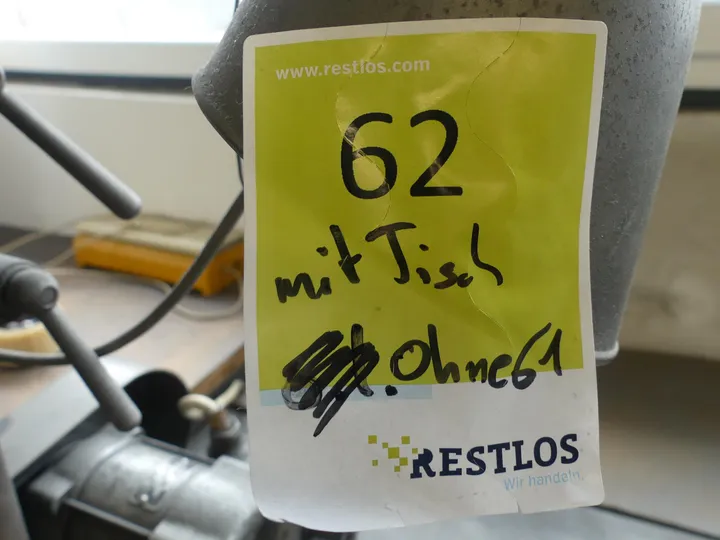 www.restlos.com
62
mit Tisch
. Ohne 61
RESTLOS
Wir handeln.